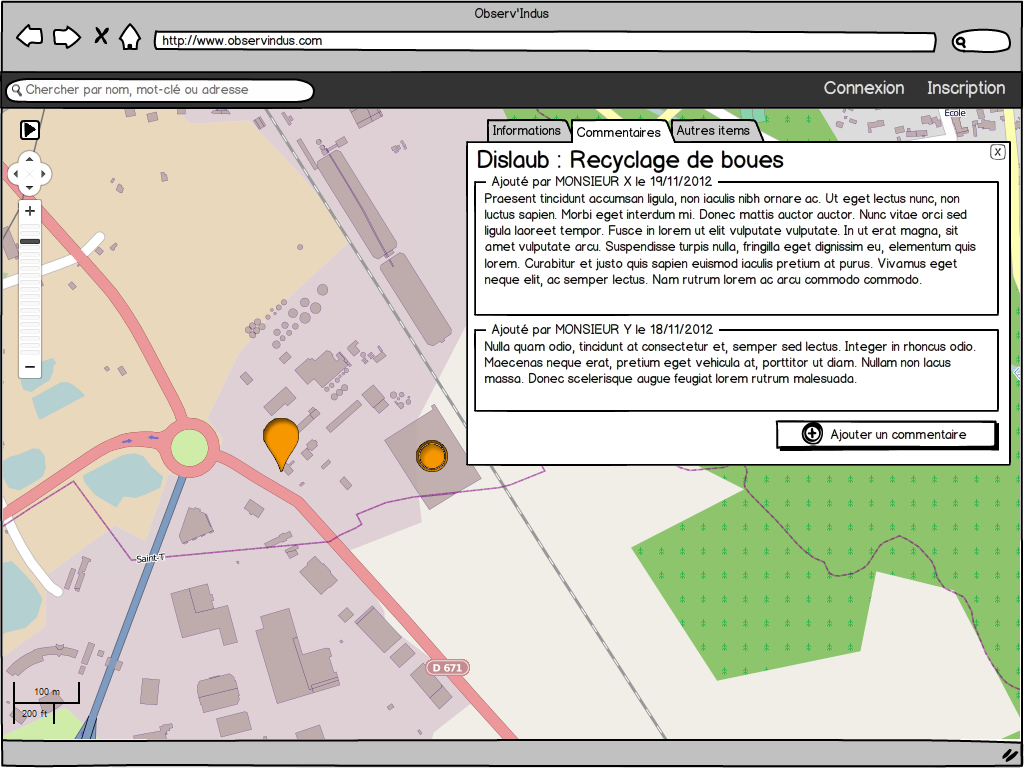 Observ'Indus
http://www.observindus.com
Chercher par nom, mot-clé ou adresse
Connexion
Inscription
École
Informations
Commentaires
Autres items
X
Dislaub : Recyclage de boues
Ajouté par MONSIEUR X le 19/11/2012
Praesent tincidunt accumsan ligula, non iaculis nibh ornare ac. Ut eget lectus nunc, non
luctus sapien. Morbi eget interdum mi. Donec mattis auctor auctor. Nunc vitae orci sed
ligula laoreet tempor. Fusce in lorem ut elit vulputate vulputate. In ut erat magna, sit
amet vulputate arcu. Suspendisse turpis nulla, fringilla eget dignissim eu, elementum quis
lorem. Curabitur et justo quis sapien euismod iaculis pretium at purus. Vivamus eget
neque elit, ac semper lectus. Nam rutrum lorem ac arcu commodo commodo.
Ajouté par MONSIEUR Y le 18/11/2012
Nulla quam odio, tincidunt at consectetur et, semper sed lectus. Integer in rhoncus odio.
Maecenas neque erat, pretium eget vehicula at, porttitor ut diam. Nullam non lacus
massa. Donec scelerisque augue feugiat lorem rutrum malesuada.
Ajouter un commentaire
Saint-T
D 671
100 m
200 ft